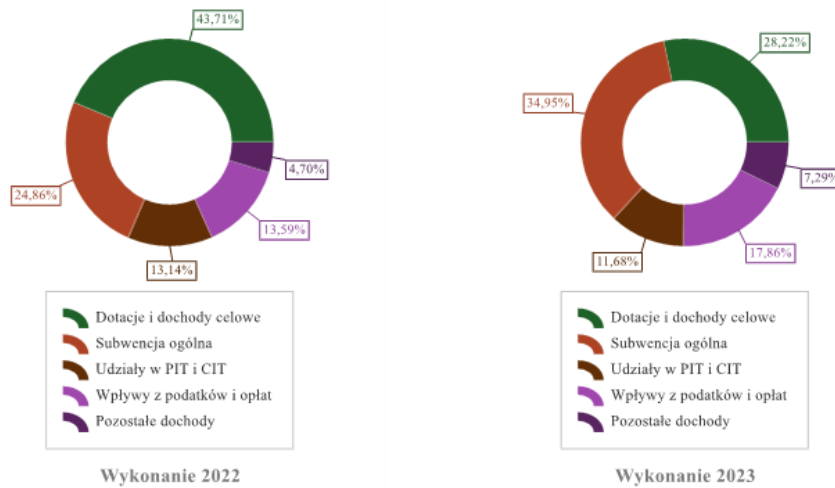 43,71%
24,86%
4,70%
13,59%
13,14%
Dotacje i dochody celowe
Subwencja ogólna
Udziały w PIT i CIT
Wpływy z podatków i opłat
Pozostałe dochody
Wykonanie 2022
28,22%
34,95%
7,29%
17,86%
11,68%
Dotacje i dochody celowe
Subwencja ogólna
Udziały w PIT i CIT
Wpływy z podatków i opłat
Pozostałe dochody
Wykonanie 2023